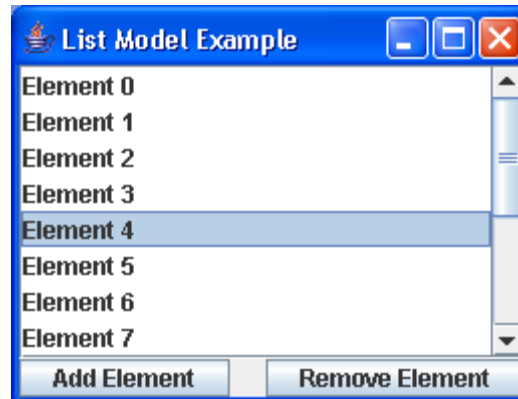 List Model Example
Element 0
Element 1
Element 2
Element 3
Element 4
Element 5
Element 6
Element 7
Add Element Remove Element